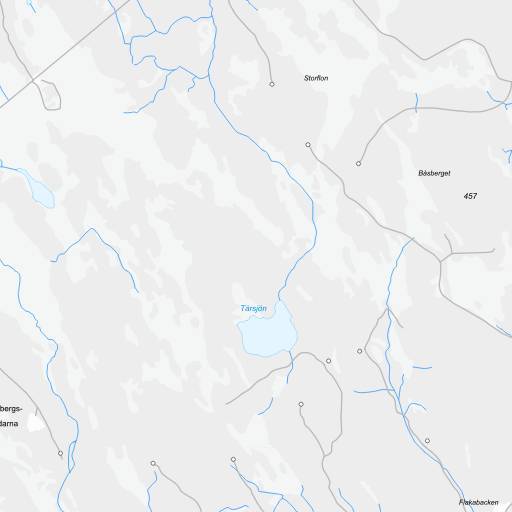 Storflon
Båsberget
457
Tärsjön
bergs-
darna
Flakabacken